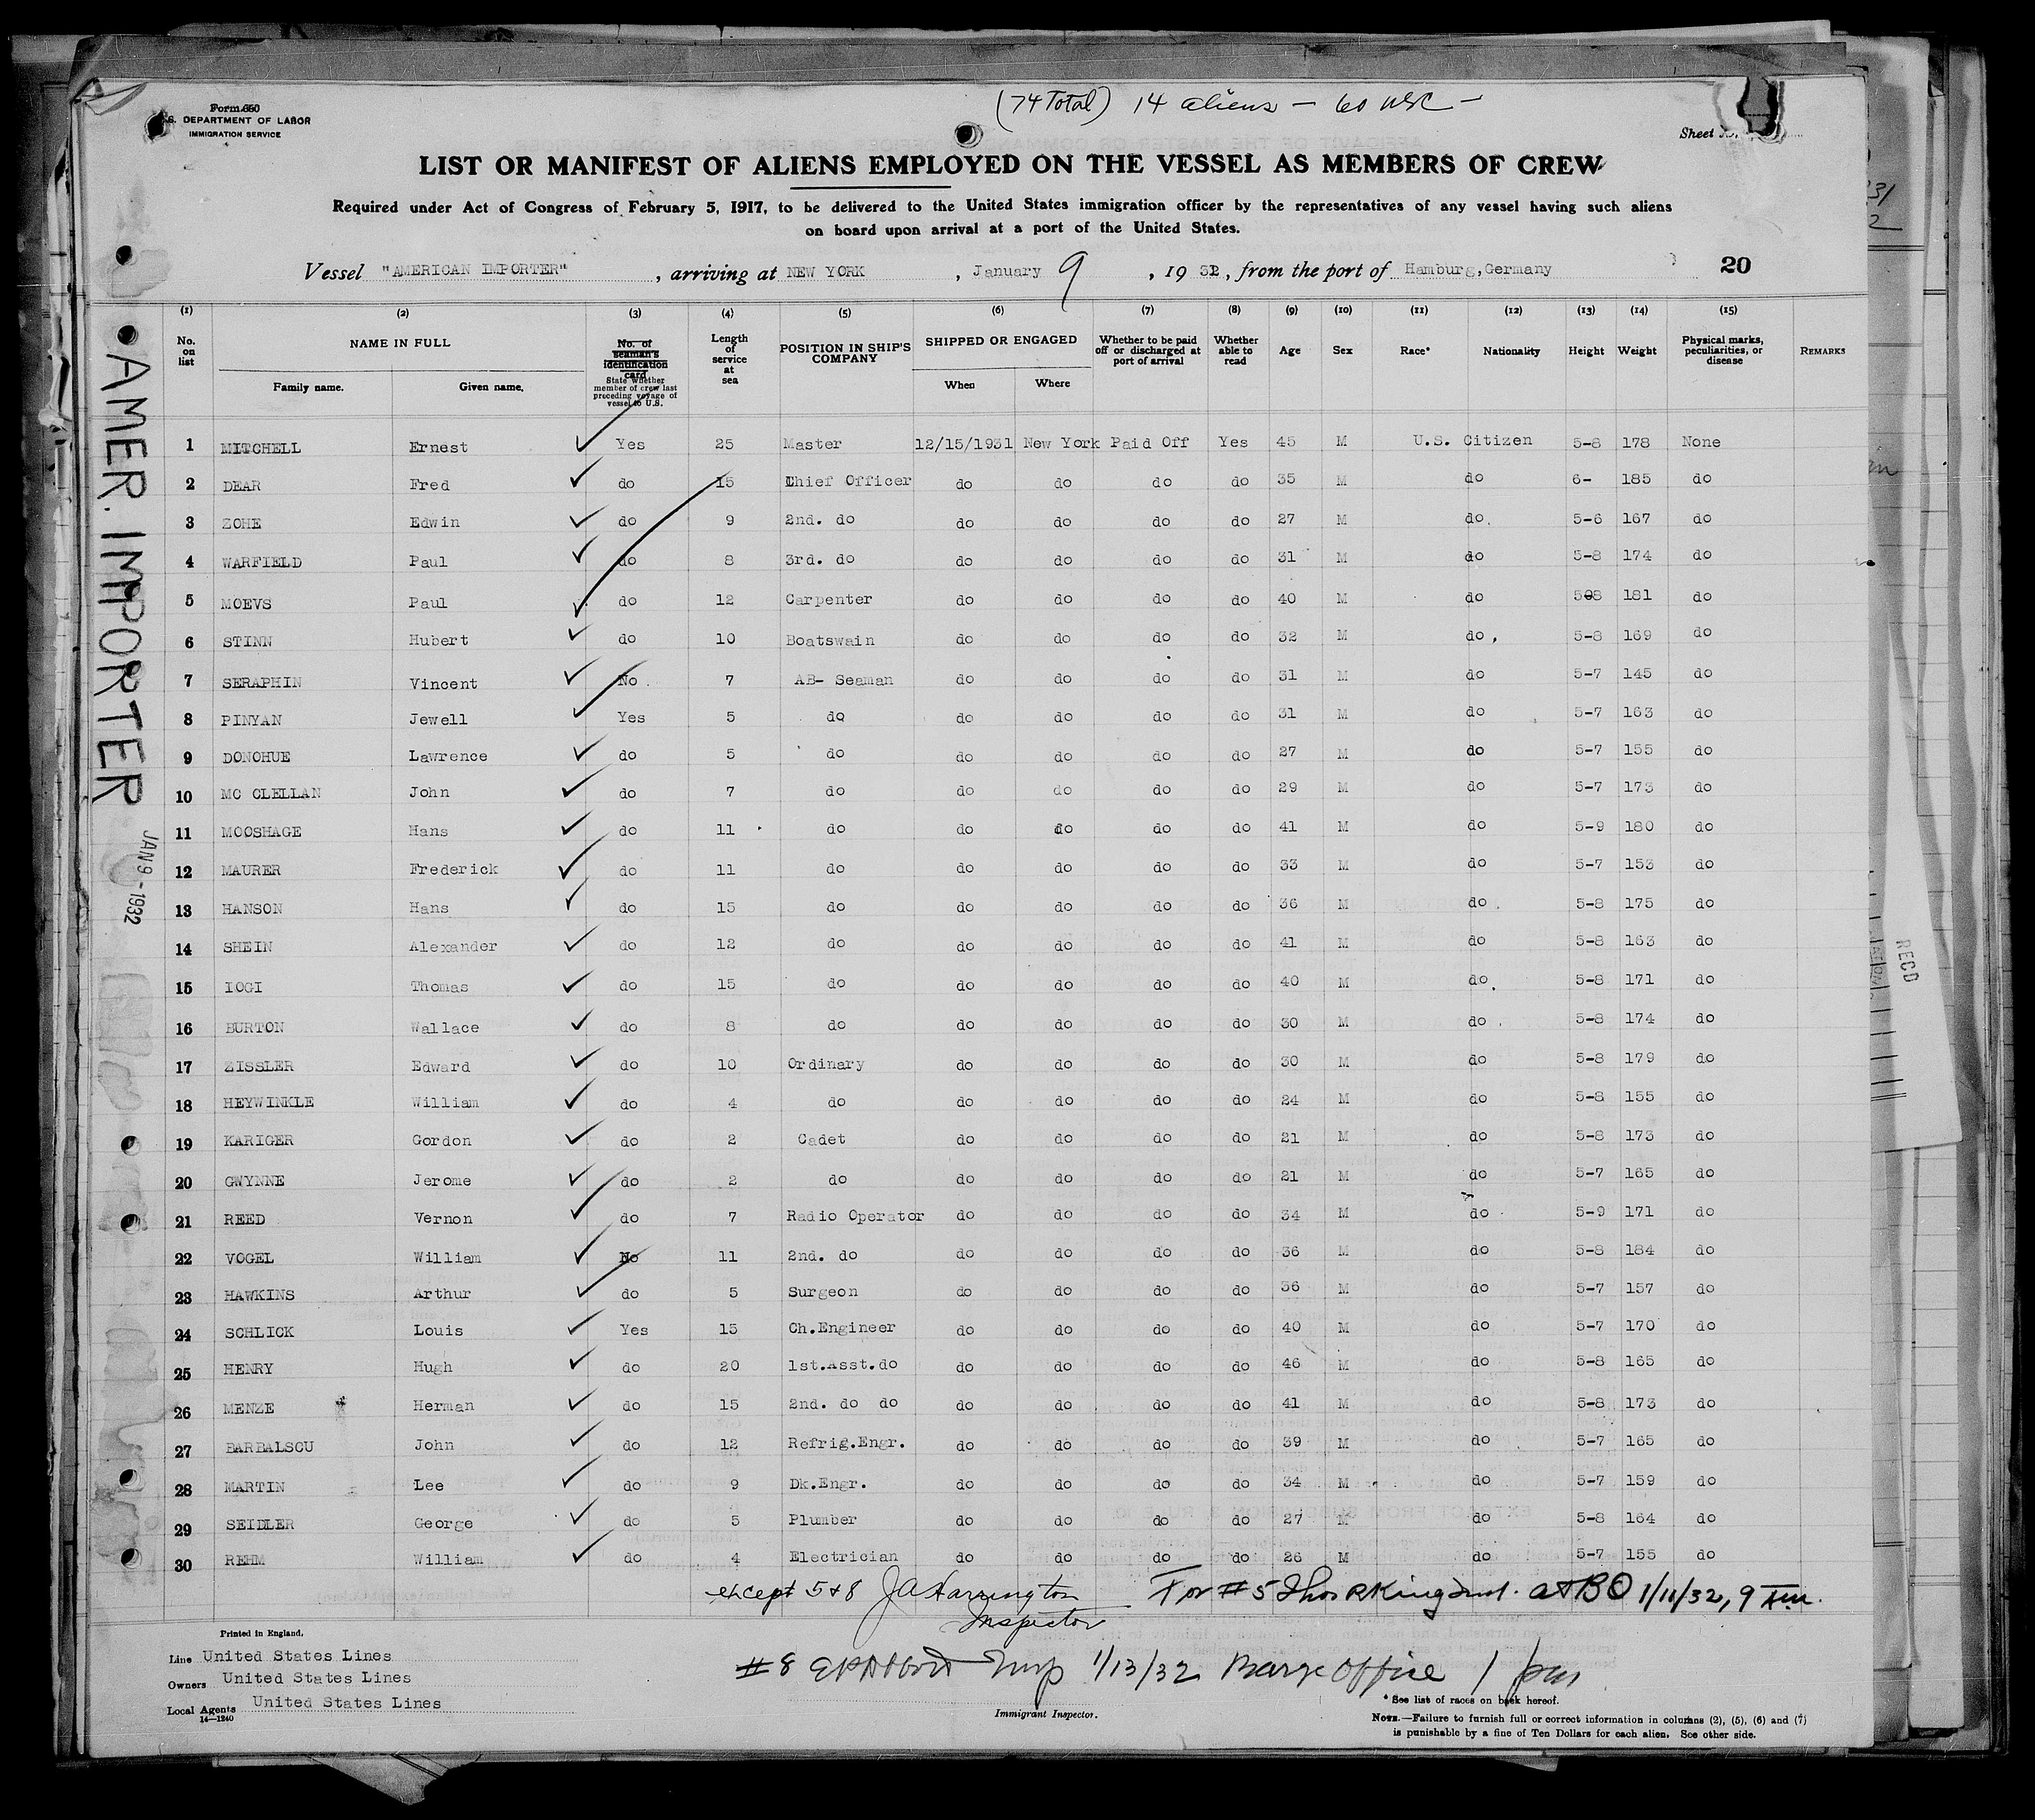 (74 Total) 14 aliens — 60 USC —
Form 680
S. DEPARTMENT OF LABOR
IMMIGRATION SERVICE
Sheet
LIST OR MANIFEST OF ALIENS EMPLOYED ON THE VESSEL AS MEMBERS OF CREW
Required under Act of Congress of February 5, 1917, to be delivered to the United States immigration officer by the representatives of any vessel having such aliens
on board upon arrival at a port of the United States.
Vessel "AMERICAN IMPORTER", arriving at NEW YORK, January 9, 1932, from the port of Hamburg, Germany 20
(1) (2) (3) (4) (5) (6) (7) (8) (9) (10) (11) (12) (13) (14) (15)
No. on list NAME IN FULL Family name. Given name. No. of seaman's identification card State whether member of crew last preceding voyage of vessel to U.S. Length of service at sea POSITION IN SHIP'S COMPANY SHIPPED OR ENGAGED When Where Whether to be paid off or discharged at port of arrival Whether able to read Age Sex Race* Nationality Height Weight Physical marks, peculiarities, or disease REMARKS
1 MITCHELL Ernest Yes 25 Master 12/15/1931 New York Paid Off Yes 45 M U.S. Citizen 5-8 178 None
2 DEAR Fred do 15 Chief Officer do do do do 35 M do 6- 185 do
3 ZOHE Edwin do 9 2nd. do do do do do 27 M do. 5-6 167 do
4 WARFIELD Paul do 8 3rd. do do do do do 31 M do 5-8 174 do
5 MOEVS Paul do 12 Carpenter do do do do 40 M do 508 181 do
6 STINN Hubert do 10 Boatswain do do do do 32 M do 5-8 169 do
7 SERAPHIN Vincent No 7 AB- Seaman do do do do 31 M do 5-7 145 do
8 PINYAN Jewell Yes 5 do do do do do 31 M do 5-7 163 do
9 DONOHUE Lawrence do 5 do do do do do 27 M do 5-7 155 do
10 MC CLELLAN John do 7 do do do do do 29 M do 5-7 173 do
11 MOOSHAGE Hans do 11 do do do do do 41 M do 5-9 180 do
12 MAURER Frederick do 11 do do do do do 33 M do 5-7 153 do
13 HANSON Hans do 15 do do do do do 36 M do 5-8 175 do
14 SHEIN Alexander do 12 do do do do do 41 M do 5-8 163 do
15 IOGI Thomas do 15 do do do do do 40 M do 5-8 171 do
16 BURTON Wallace do 8 do do do do do 30 M do 5-8 174 do
17 ZISSLER Edward do 10 Ordinary do do do do 30 M do 5-8 179 do
18 HEYWINKLE William do 4 do do do do do 24 M do 5-8 155 do
19 KARIGER Gordon do 2 Cadet do do do do 21 M do 5-8 173 do
20 GWYNNE Jerome do 2 do do do do do 21 M do 5-7 165 do
21 REED Vernon do 7 Radio Operator do do do do 34 M do 5-9 171 do
22 VOGEL William No 11 2nd. do do do do do 36 M do 5-8 184 do
23 HAWKINS Arthur do 5 Surgeon do do do do 36 M do 5-7 157 do
24 SCHLICK Louis Yes 15 Ch.Engineer do do do do 40 M do 5-7 170 do
25 HENRY Hugh do 20 1st.Asst.do do do do do 46 M do 5-8 165 do
26 MENZE Herman do 15 2nd. do do do do do do 41 M do 5-8 173 do
27 BARBALSCU John do 12 Refrig.Engr. do do do do 39 M do 5-7 165 do
28 MARTIN Lee do 9 Dk.Engr. do do do do 34 M do 5-7 159 do
29 SEIDLER George do 5 Plumber do do do do 27 M do 5-8 164 do
30 REHM William do 4 Electrician do do do do 26 M do 5-7 155 do
except 5 & 8 JA Harrington For #5 Thos R King at BO 1/11/32, 9
Inspector
#8 Insp 1/13/32 Barge Office 1 pm
Printed in England.
Line United States Lines
Owners United States Lines
Local Agents United States Lines
14—1240
Immigrant Inspector.
* See list of races on back hereof.
NOTE.—Failure to furnish full or correct information in columns (2), (5), (6) and (7)
is punishable by a fine of Ten Dollars for each alien. See other side.
AMER. IMPORTER
JAN 9 - 1932
RECD